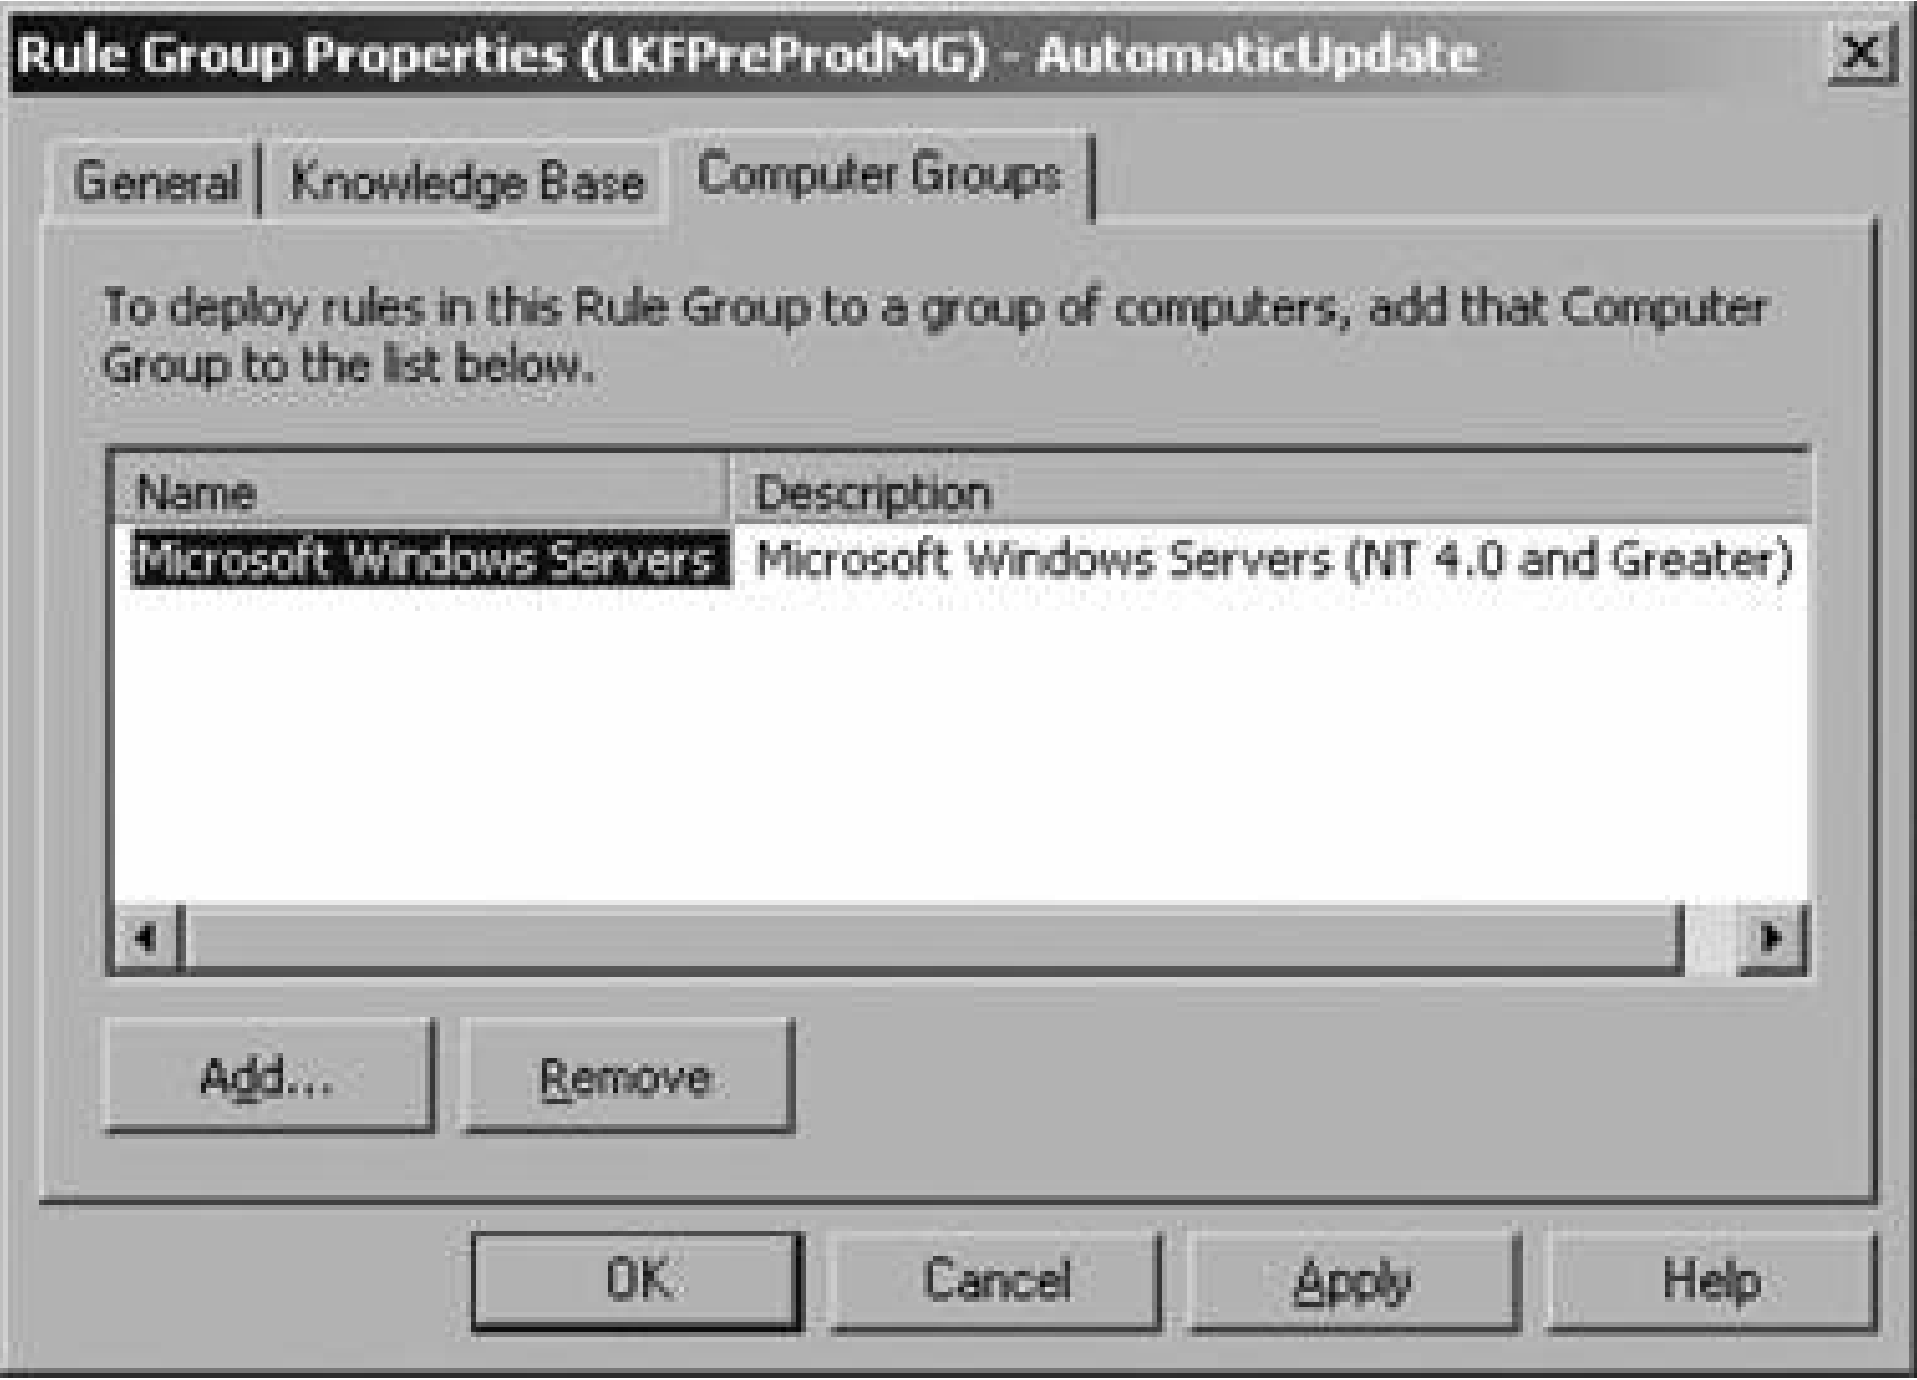 Rule Group Properties (LKFPreProdMG) - AutomaticUpdate
General Knowledge Base Computer Groups
To deploy rules in this Rule Group to a group of computers, add that Computer
Group to the list below.
Name Description
Microsoft Windows Servers Microsoft Windows Servers (NT 4.0 and Greater)
Add... Remove
OK Cancel Apply Help